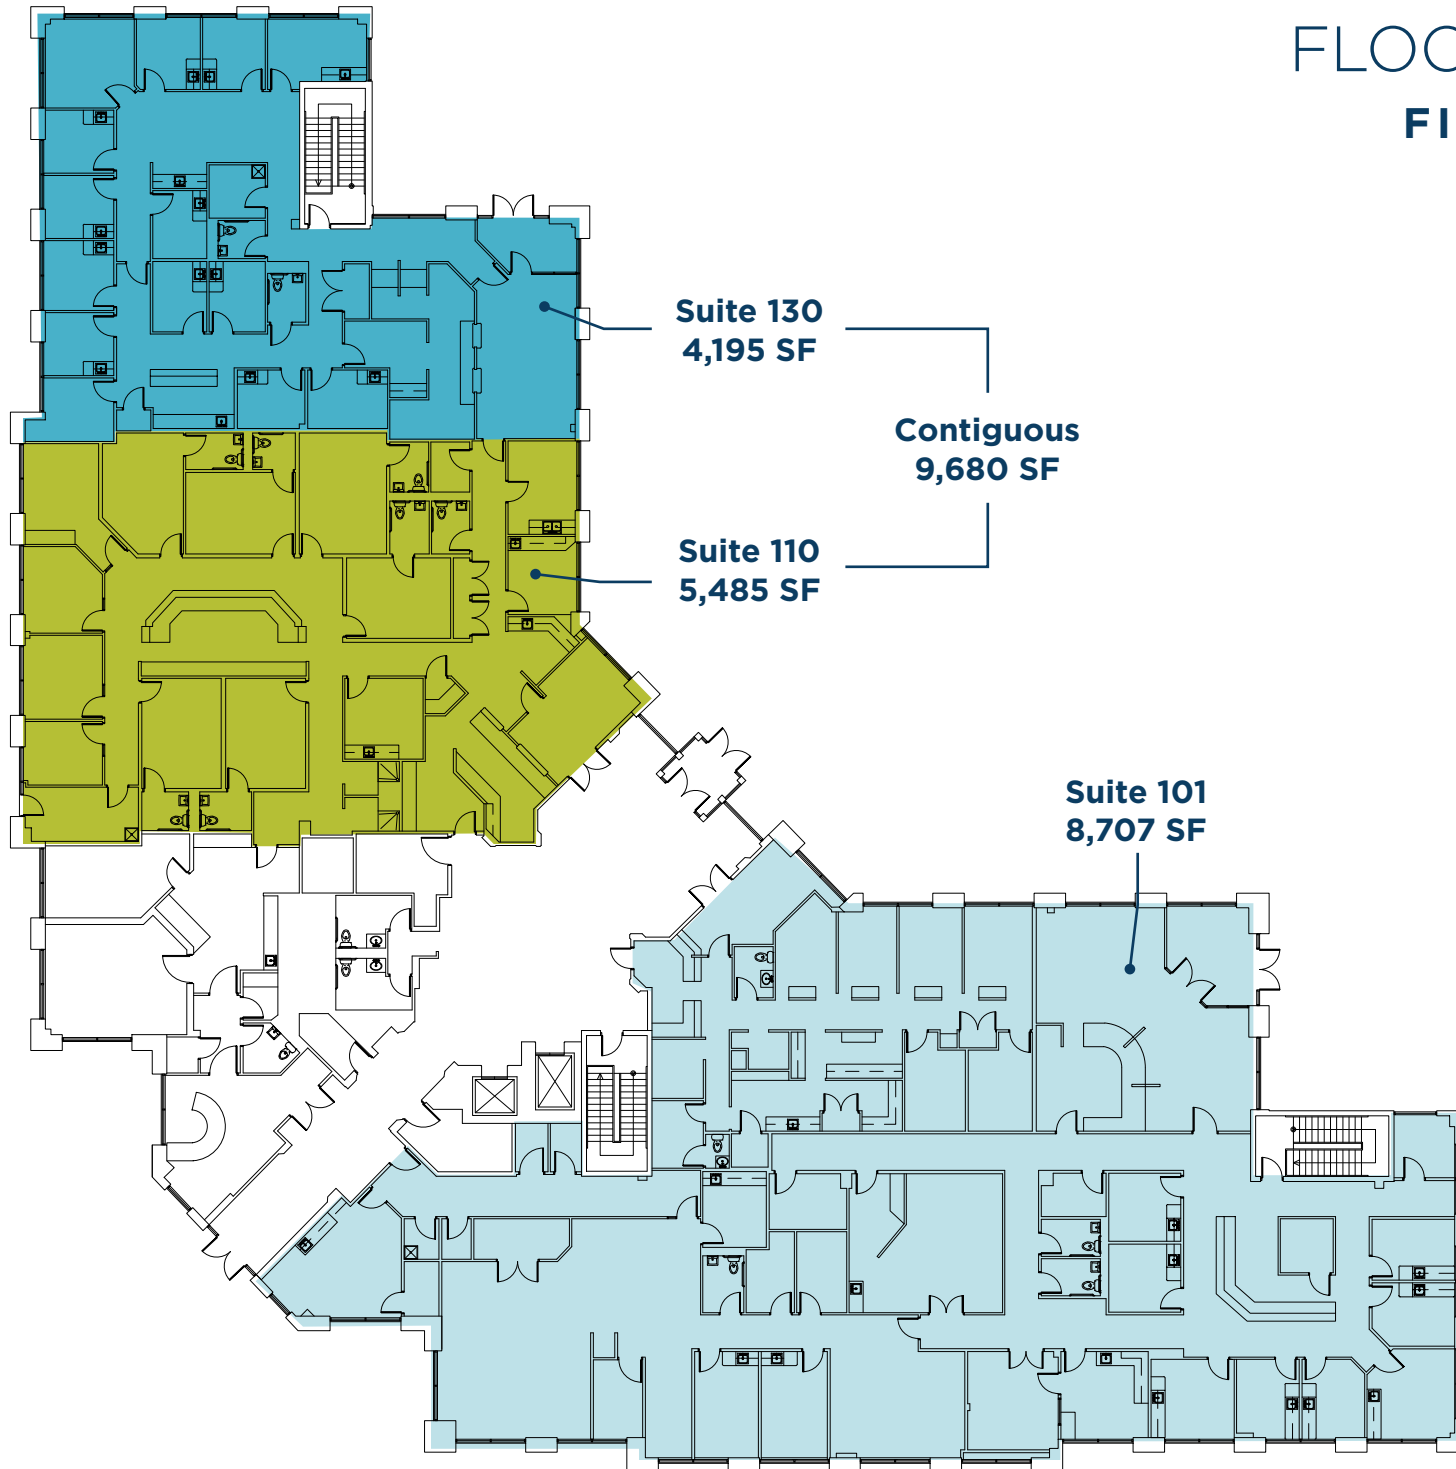 FLOO
FI
Suite 130
4,195 SF
Contiguous
9,680 SF
Suite 110
5,485 SF
Suite 101
8,707 SF